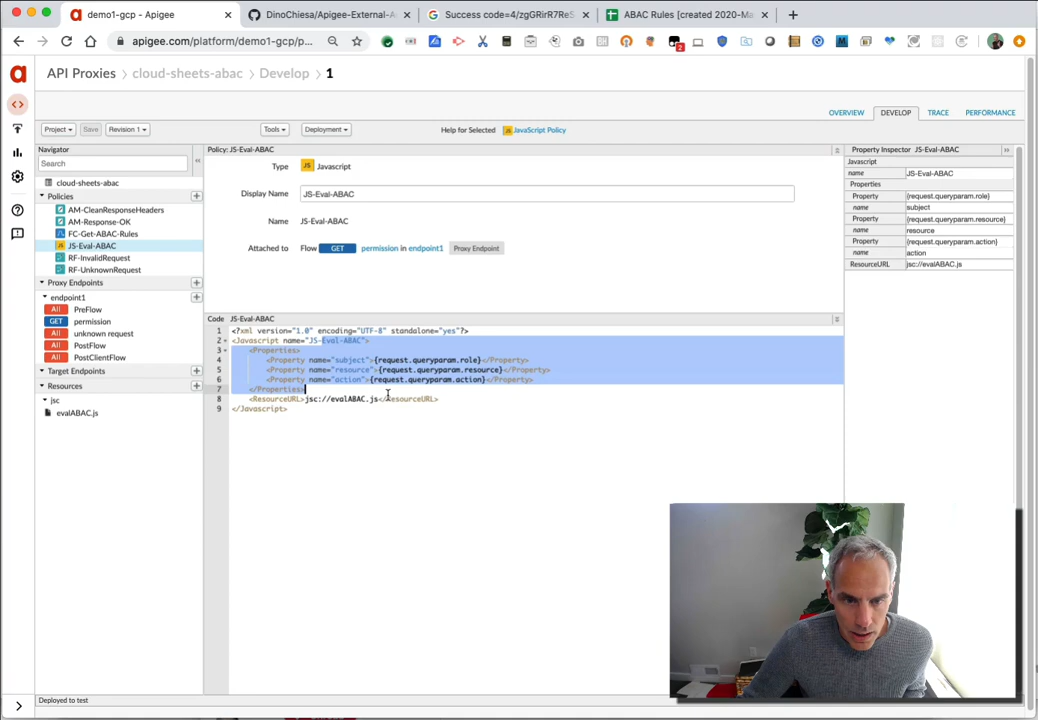 demo1-gcp - Apigee
DinoChiesa/Apigee-External-A
Success code=4/zgGRirR7ReS
ABAC Rules [created 2020-Ma
apigee.com/platform/demo1-gcp/p...
2
API Proxies > cloud-sheets-abac > Develop > 1
OVERVIEW DEVELOP TRACE PERFORMANCE
Project Save Revision 1 Tools Deployment Help for Selected JS JavaScript Policy
Navigator
Search
cloud-sheets-abac
Policies
AM-CleanResponseHeaders
AM-Response-OK
FC-Get-ABAC-Rules
JS-Eval-ABAC
RF-InvalidRequest
RF-UnknownRequest
Proxy Endpoints
endpoint1
All PreFlow
GET permission
All unknown request
All PostFlow
All PostClientFlow
Target Endpoints
Resources
jsc
evalABAC.js
Policy: JS-Eval-ABAC
Type JS Javascript
Display Name JS-Eval-ABAC
Name JS-Eval-ABAC
Attached to Flow GET permission in endpoint1 Proxy Endpoint
Code JS-Eval-ABAC
1 <?xml version="1.0" encoding="UTF-8" standalone="yes"?>
2 <Javascript name="JS-Eval-ABAC">
3 <Properties>
4 <Property name="subject">{request.queryparam.role}</Property>
5 <Property name="resource">{request.queryparam.resource}</Property>
6 <Property name="action">{request.queryparam.action}</Property>
7 </Properties>
8 <ResourceURL>jsc://evalABAC.js</ResourceURL>
9 </Javascript>
Property Inspector JS-Eval-ABAC
Javascript
name JS-Eval-ABAC
Properties
Property {request.queryparam.role}
name subject
Property {request.queryparam.resource}
name resource
Property {request.queryparam.action}
name action
ResourceURL jsc://evalABAC.js
Deployed to test